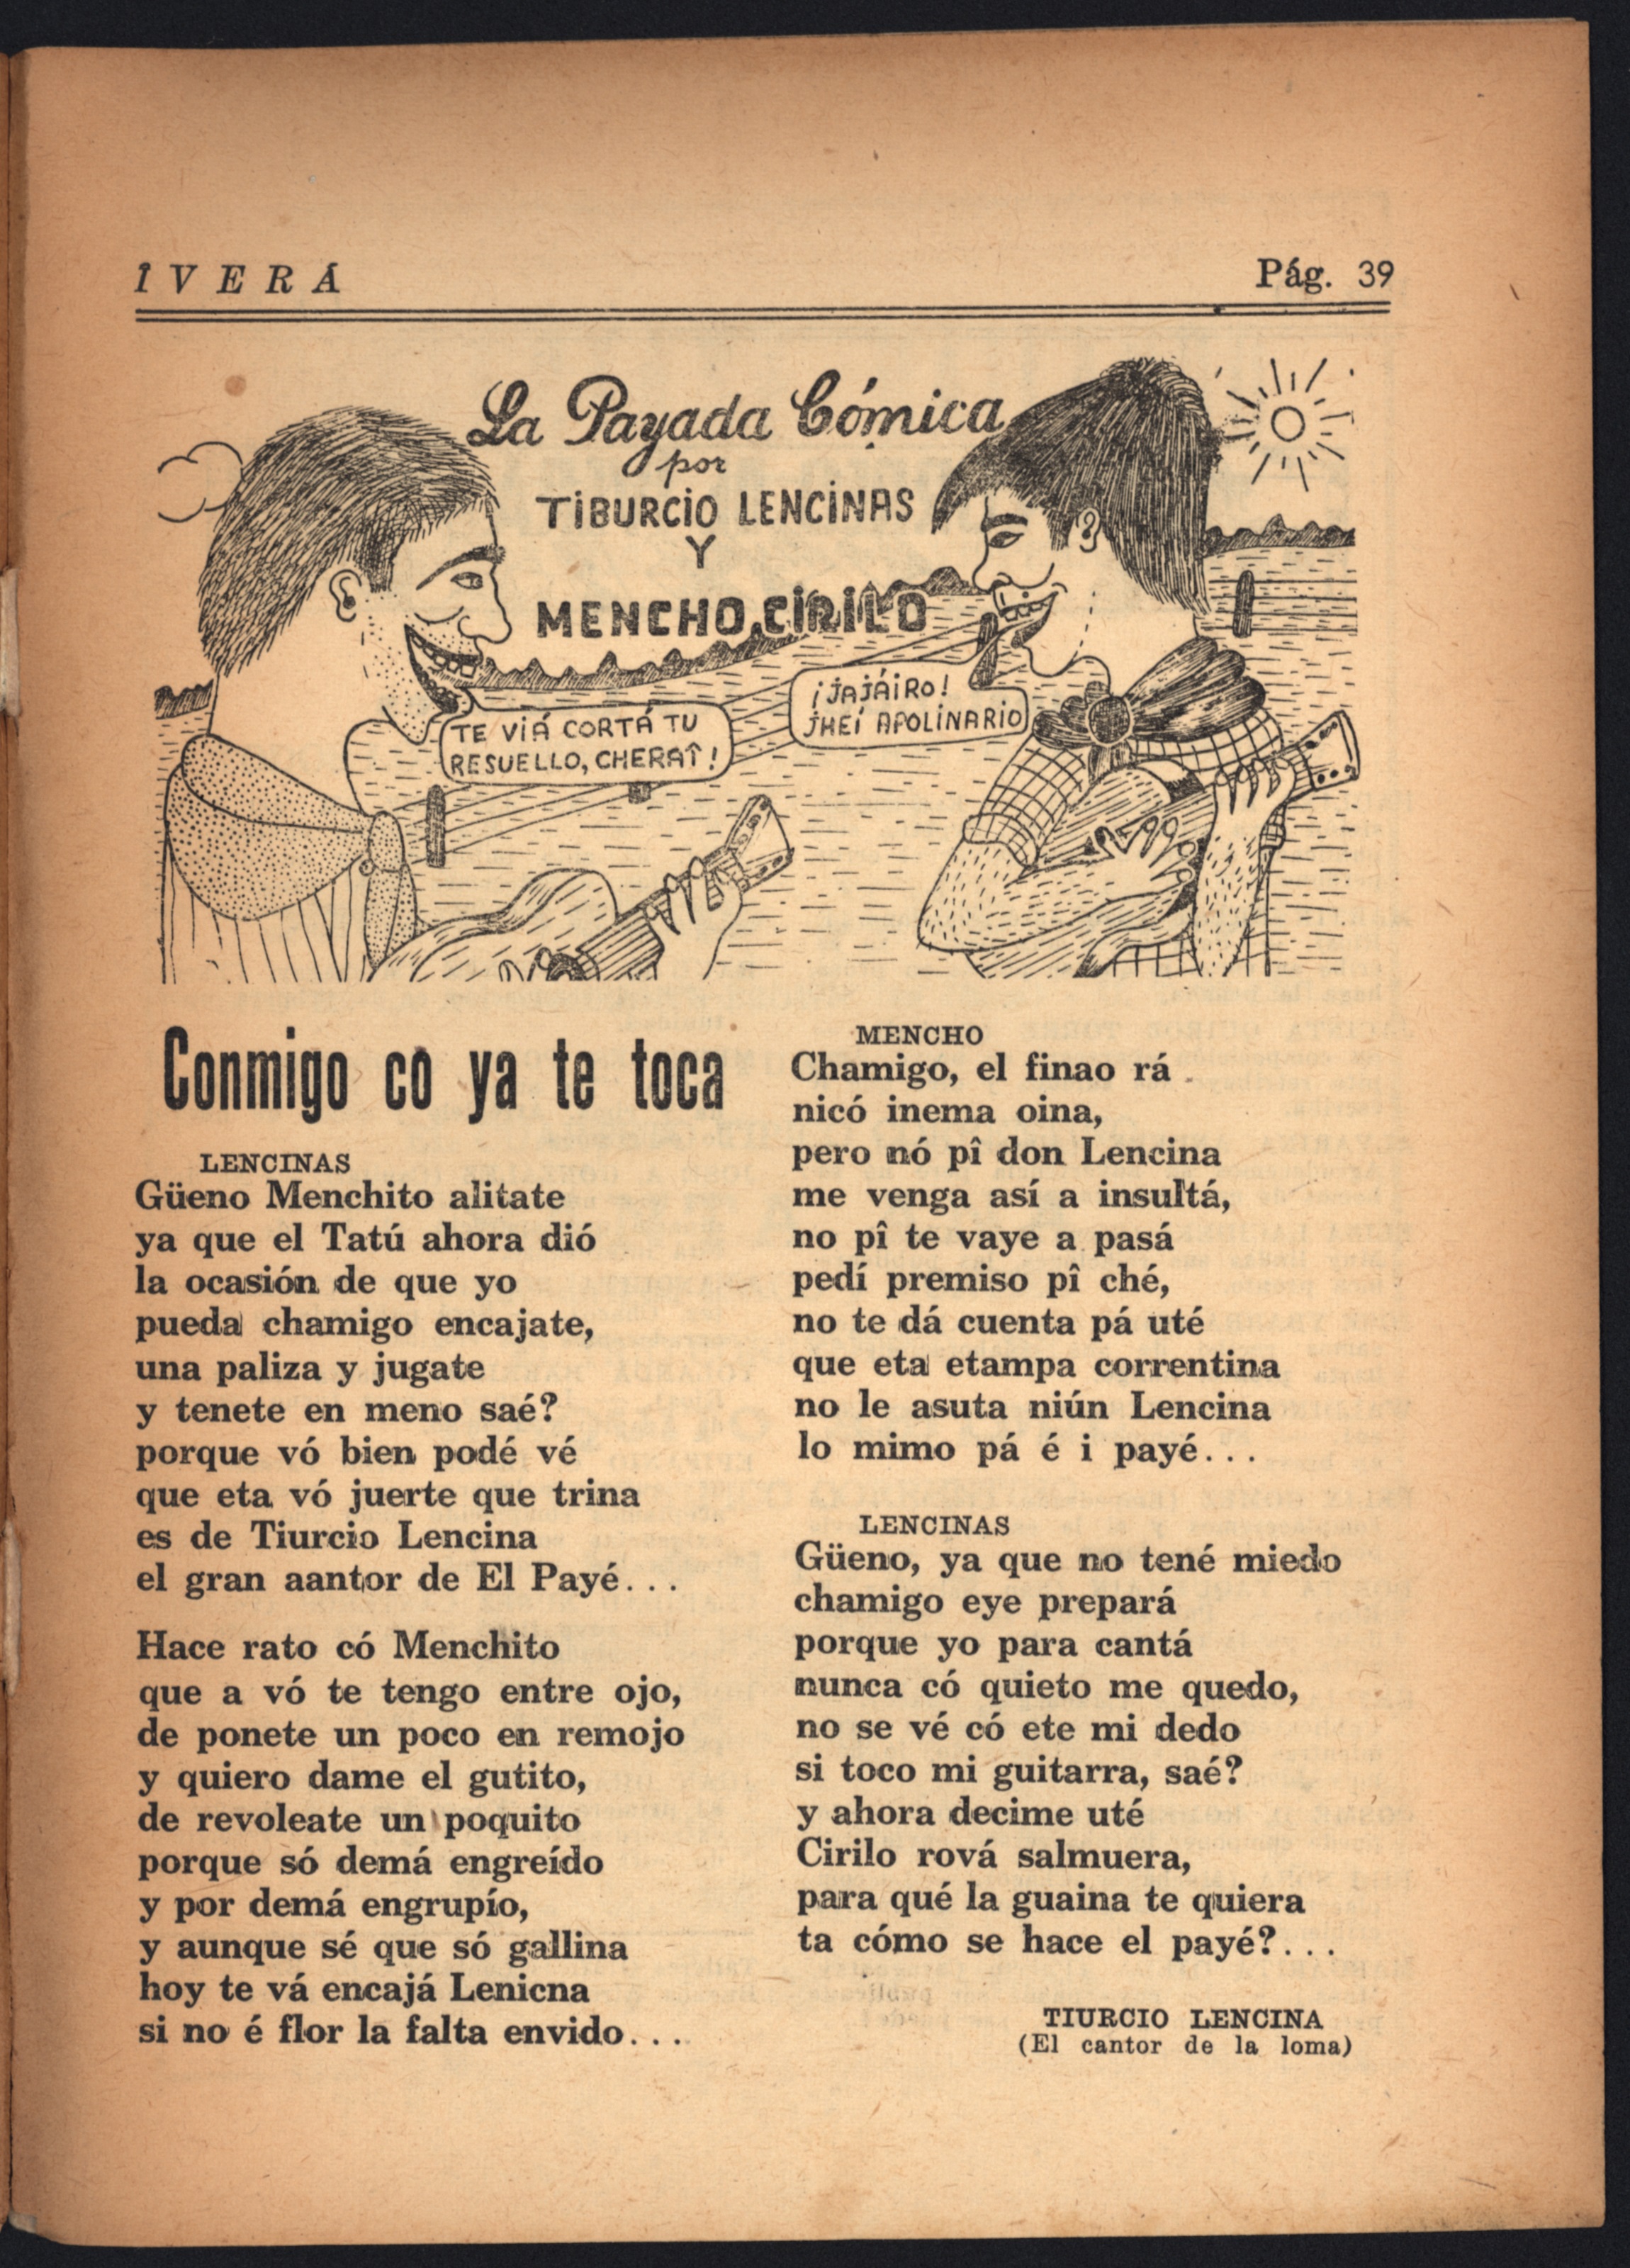 Î V E R Á
Pág. 39
La Payada Cómica
por
TIBURCIO LENCINAS
Y
MENCHO CIRILO
TE VIÁ CORTÁ TU
RESUELLO, CHERAÎ!
¡JAJÁIRO!
JHEÍ APOLINARIO
Conmigo co ya te toca
LENCINAS
Güeno Menchito alitate
ya que el Tatú ahora dió
la ocasión de que yo
pueda chamigo encajate,
una paliza y jugate
y tenete en meno saé?
porque vó bien podé vé
que eta vó juerte que trina
es de Tiurcio Lencina
el gran aantor de El Payé...
Hace rato có Menchito
que a vó te tengo entre ojo,
de ponete un poco en remojo
y quiero dame el gutito,
de revoleate un poquito
porque só demá engreído
y por demá engrupío,
y aunque sé que só gallina
hoy te vá encajá Lenicna
si no é flor la falta envido...
MENCHO
Chamigo, el finao rá
nicó inema oina,
pero nó pî don Lencina
me venga así a insultá,
no pî te vaye a pasá
pedí premiso pî ché,
no te dá cuenta pá uté
que eta etampa correntina
no le asuta niún Lencina
lo mimo pá é i payé...
LENCINAS
Güeno, ya que no tené miedo
chamigo eye prepará
porque yo para cantá
nunca có quieto me quedo,
no se vé có ete mi dedo
si toco mi guitarra, saé?
y ahora decime uté
Cirilo rová salmuera,
para qué la guaina te quiera
ta cómo se hace el payé?...
TIURCIO LENCINA
(El cantor de la loma)